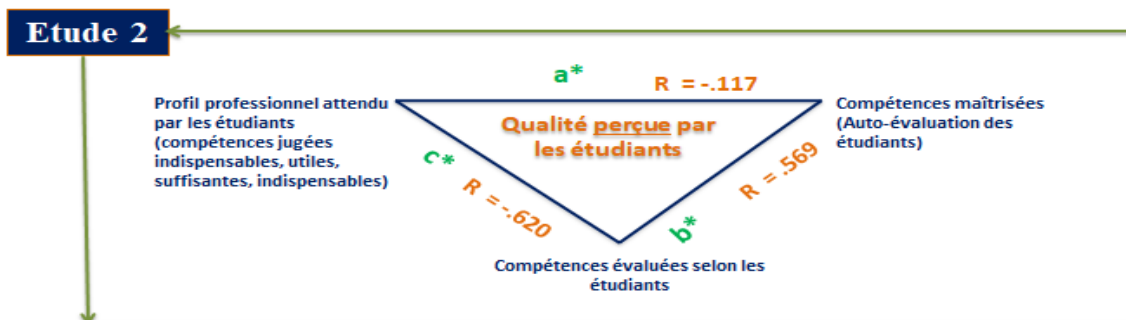 Etude 2
a*
R = -.117
Profil professionnel attendu
par les étudiants
(compétences jugées
indispensables, utiles,
suffisantes, indispensables)
Qualité perçue par
les étudiants
Compétences maîtrisées
(Auto-évaluation des
étudiants)
c*
R = -.620
R = .569
b*
Compétences évaluées selon les
étudiants